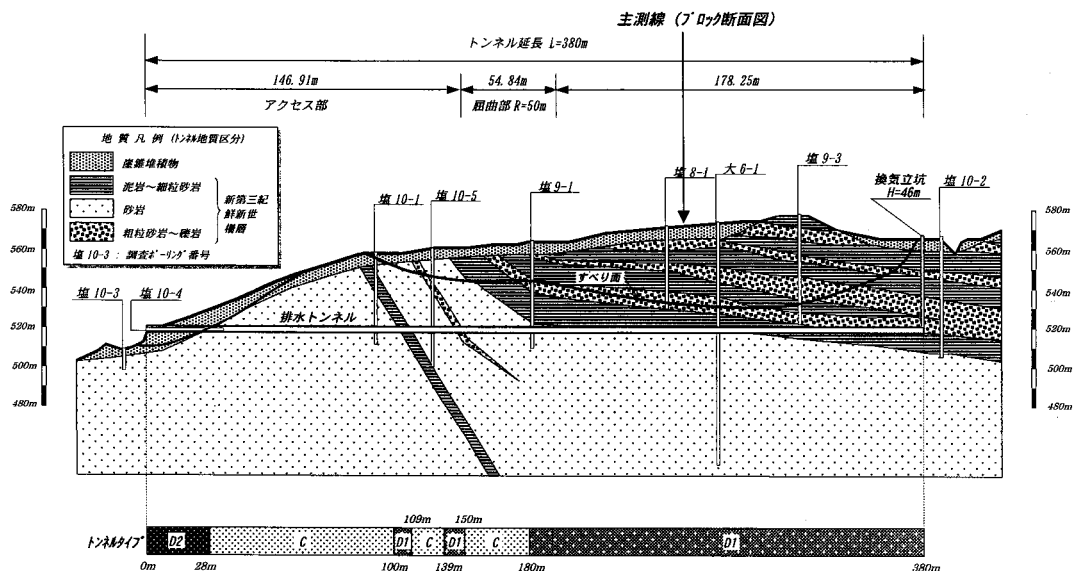 主測線 (ブロック断面図)
トンネル延長 L=380m
146.91m
54.84m
178.25m
アクセス部
屈曲部 R=50m
地質凡例 (トンネル地質区分)
崖錐堆積物
泥岩～細粒砂岩
砂岩
粗粒砂岩～礫岩
新第三紀
鮮新世
柵層
塩 10-3 : 調査ボーリング番号
塩 10-3
塩 10-4
塩 10-1
塩 10-5
塩 9-1
塩 8-1
大 6-1
塩 9-3
換気立坑
H=46m
塩 10-2
580m
560m
540m
520m
500m
480m
580m
560m
540m
520m
500m
480m
すべり面
排水トンネル
109m
150m
トンネルタイプ
D2
C
D1
C
D1
C
D1
0m
28m
100m
139m
180m
380m